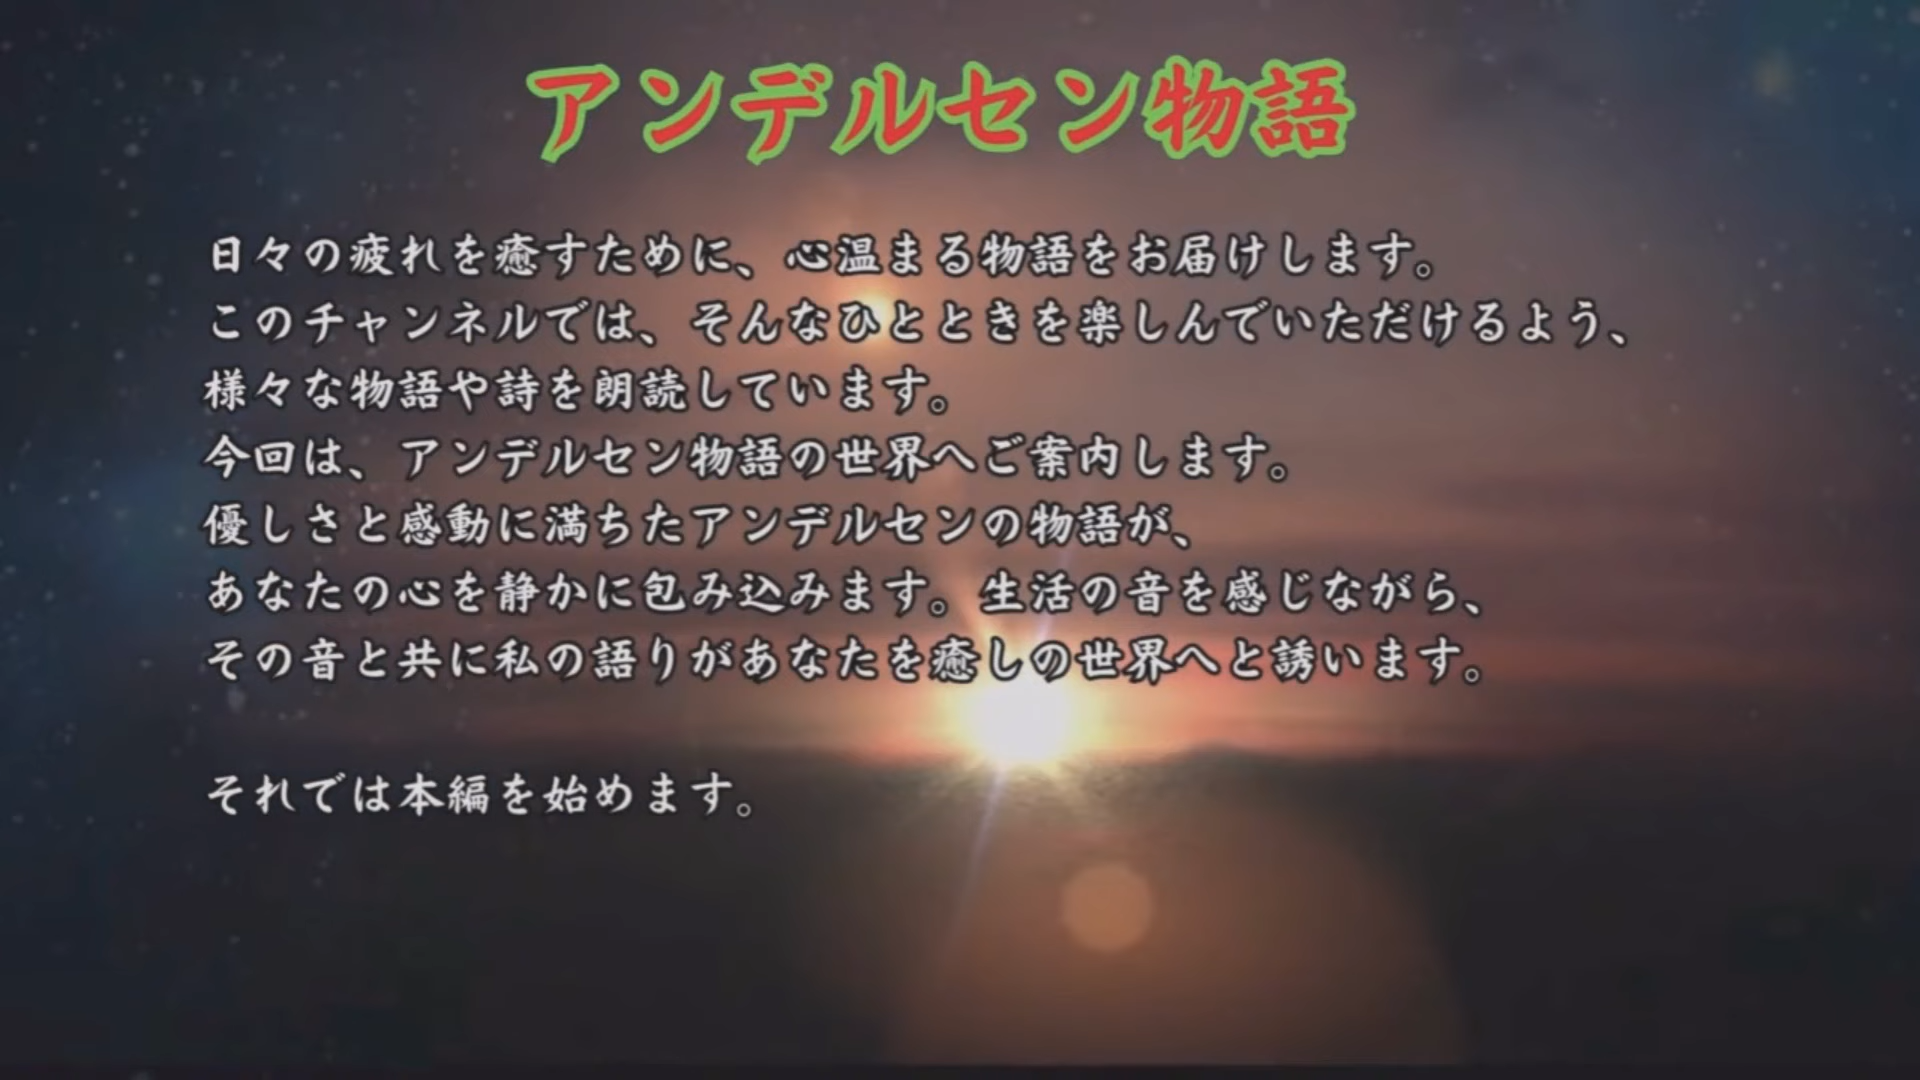 アンデルセン物語
日々の疲れを癒すために、心温まる物語をお届けします。
このチャンネルでは、そんなひとときを楽しんでいただけるよう、
様々な物語や詩を朗読しています。
今回は、アンデルセン物語の世界へご案内します。
優しさと感動に満ちたアンデルセンの物語が、
あなたの心を静かに包み込みます。生活の音を感じながら、
その音と共に私の語りがあなたを癒しの世界へと誘います。
それでは本編を始めます。